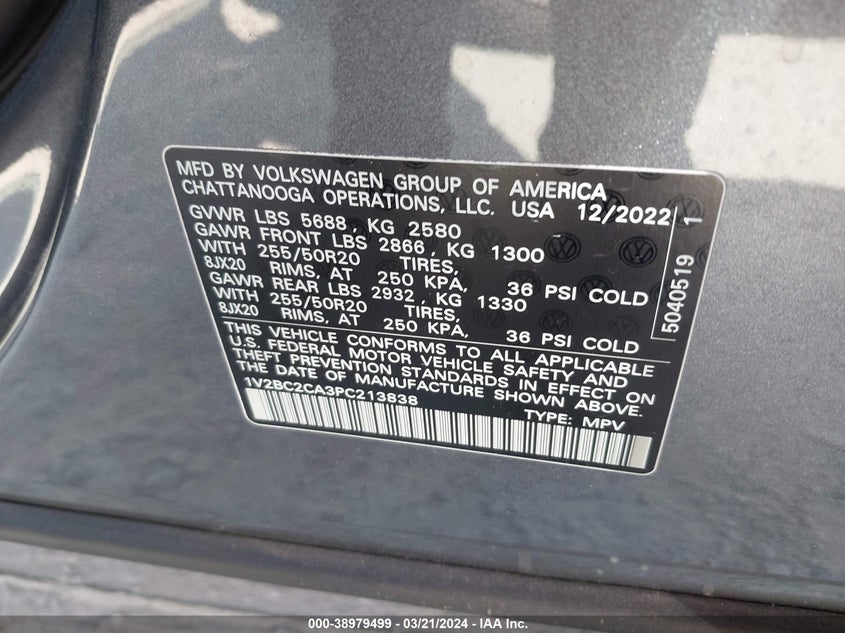 MFD BY VOLKSWAGEN GROUP OF AMERICA
CHATTANOOGA OPERATIONS, LLC. USA 12/2022
GVWR LBS 5688, KG 2580
GAWR FRONT LBS 2866, KG 1300
WITH 255/50R20 TIRES,
8JX20 RIMS, AT 250 KPA, 36 PSI COLD
GAWR REAR LBS 2932, KG 1330
WITH 255/50R20 TIRES,
8JX20 RIMS, AT 250 KPA, 36 PSI COLD
THIS VEHICLE CONFORMS TO ALL APPLICABLE
U.S. FEDERAL MOTOR VEHICLE SAFETY AND
THEFT PREVENTION STANDARDS IN EFFECT ON
THE DATE OF MANUFACTURE SHOWN ABOVE.
1V2BC2CA3PC213838 TYPE: MPV
5040519 1
000-38979499 — 03/21/2024 — IAA Inc.